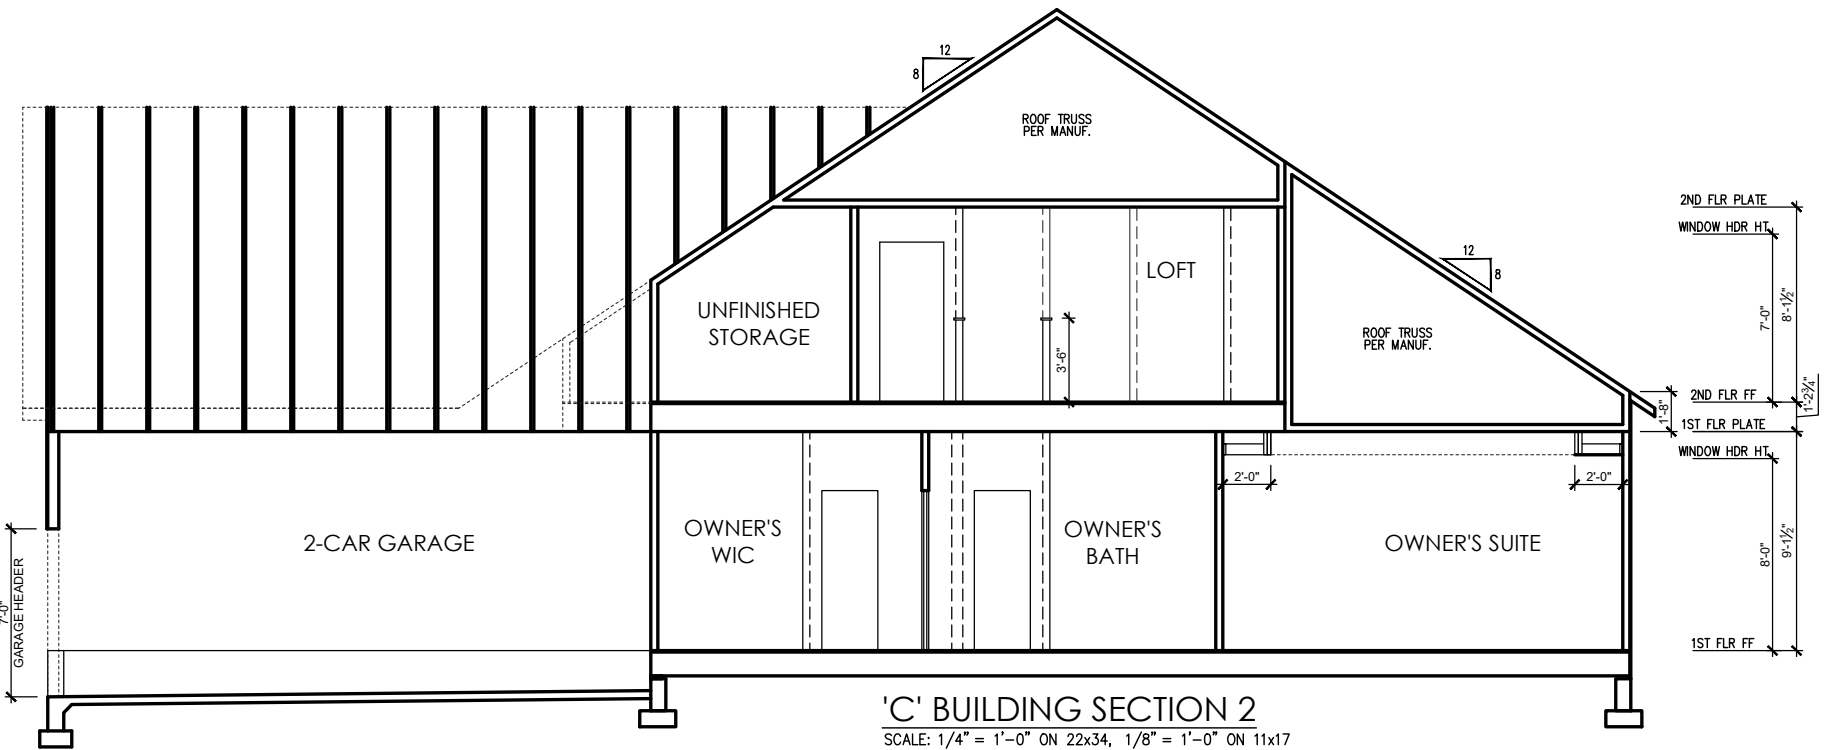 12
8
ROOF TRUSS
PER MANUF.
2ND FLR PLATE
WINDOW HDR HT
12
8
LOFT
UNFINISHED
STORAGE
7'-0"
8'-1½"
ROOF TRUSS
PER MANUF.
3'-6"
2ND FLR FF
1'-2¾"
1'-8"
1ST FLR PLATE
WINDOW HDR HT
2'-0"
2'-0"
2-CAR GARAGE
OWNER'S
WIC
OWNER'S
BATH
OWNER'S SUITE
8'-0"
9'-1½"
7'-0"
GARAGE HEADER
1ST FLR FF
'C' BUILDING SECTION 2
SCALE: 1/4" = 1'-0" ON 22x34, 1/8" = 1'-0" ON 11x17